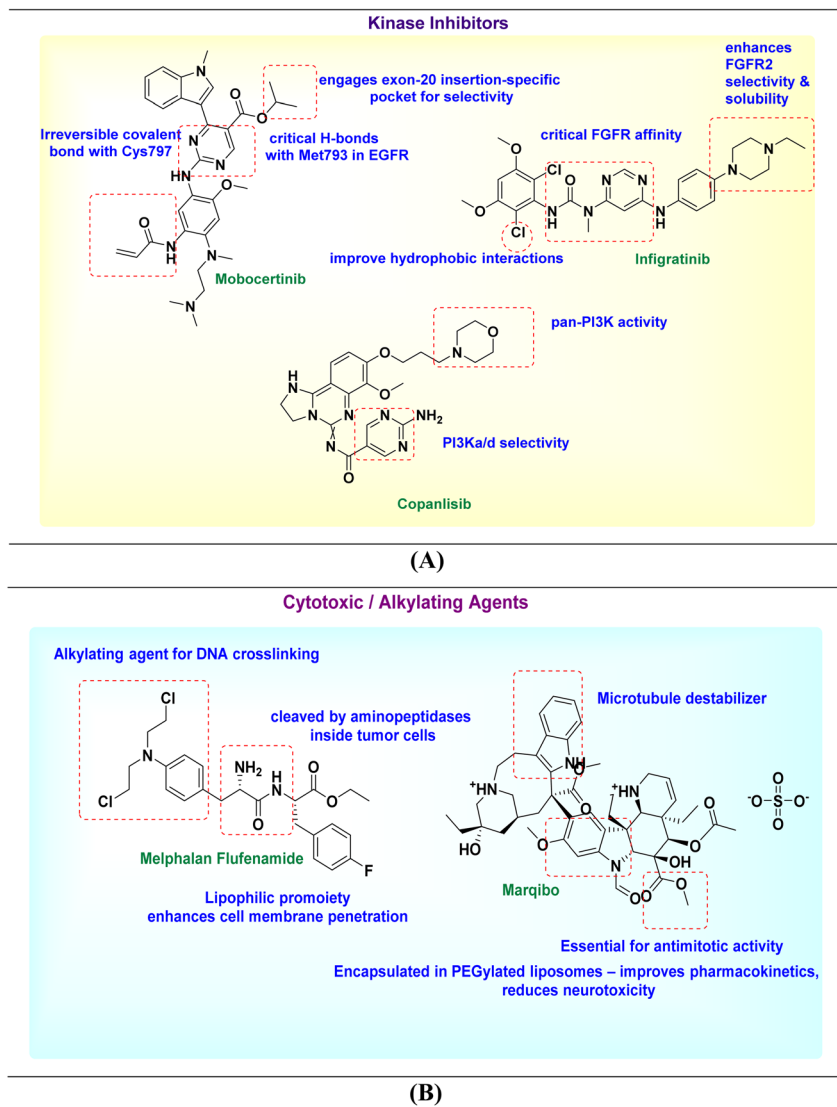 Kinase Inhibitors
engages exon-20 insertion-specific
pocket for selectivity
enhances
FGFR2
selectivity &
solubility
Irreversible covalent
bond with Cys797
critical H-bonds
with Met793 in EGFR
critical FGFR affinity
improve hydrophobic interactions
Mobocertinib
Infigratinib
pan-PI3K activity
PI3Ka/d selectivity
Copanlisib
N
O
O
N
N
NH
O
O
N
H
N
N
O
O
Cl
Cl
O
N
H
N
N
N
N
H
N
N
O
N
O
O
H
N
N
N
N
N
N
NH2
O
(A)
Cytotoxic / Alkylating Agents
Alkylating agent for DNA crosslinking
cleaved by aminopeptidases
inside tumor cells
Microtubule destabilizer
Melphalan Flufenamide
Lipophilic promoiety
enhances cell membrane penetration
Marqibo
Essential for antimitotic activity
Encapsulated in PEGylated liposomes – improves pharmacokinetics,
reduces neurotoxicity
Cl
N
Cl
NH2
H
N
O
O
O
F
NH
O
O
NH
+
HO
O
N
O
HN
+
O
O
OH
O
O
-O
S
O-
O
O
(B)